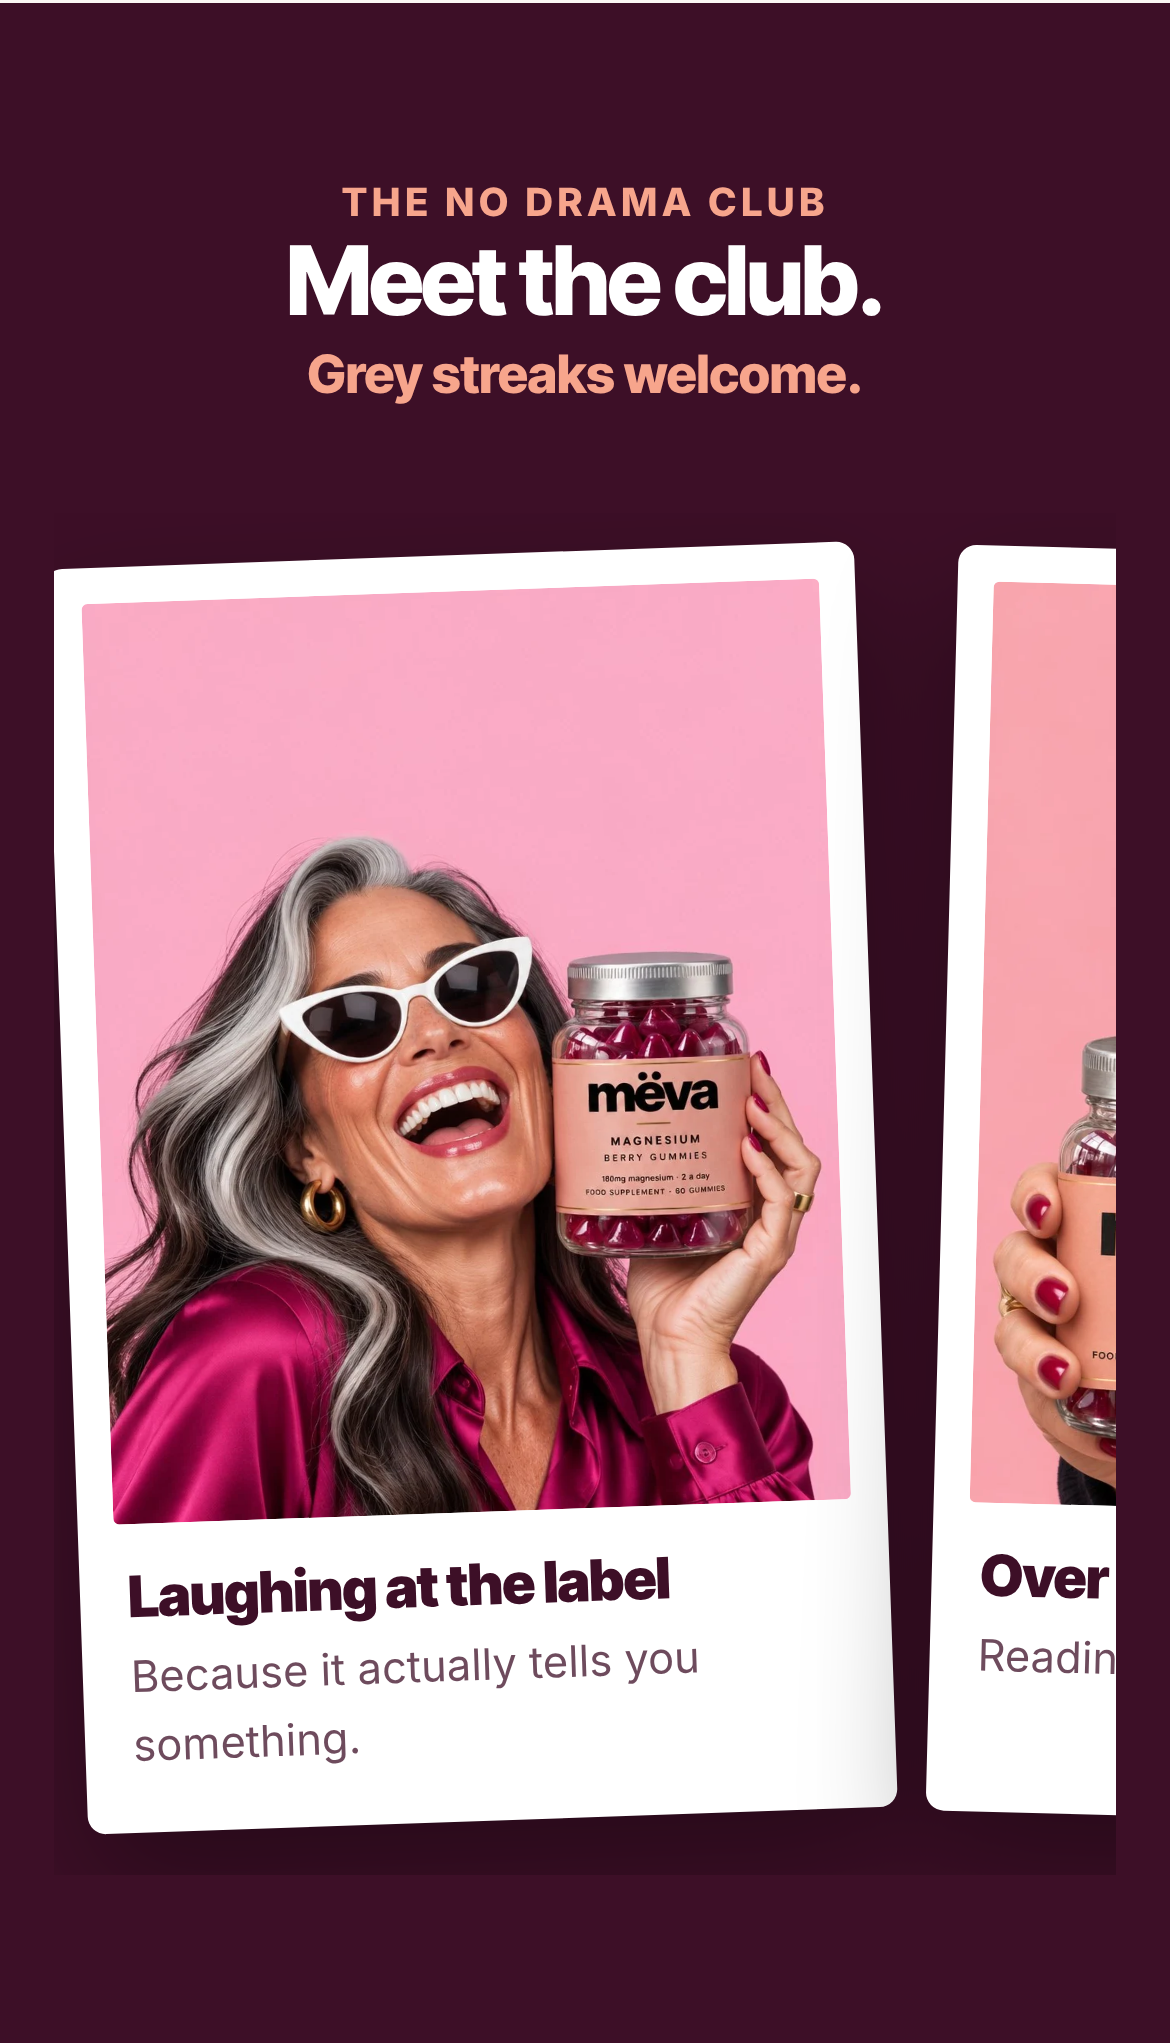 THE NO DRAMA CLUB
Meet the club.
Grey streaks welcome.
mëva
MAGNESIUM
BERRY GUMMIES
180mg magnesium · 2 a day
FOOD SUPPLEMENT · 60 GUMMIES
Laughing at the label
Because it actually tells you
something.
Over